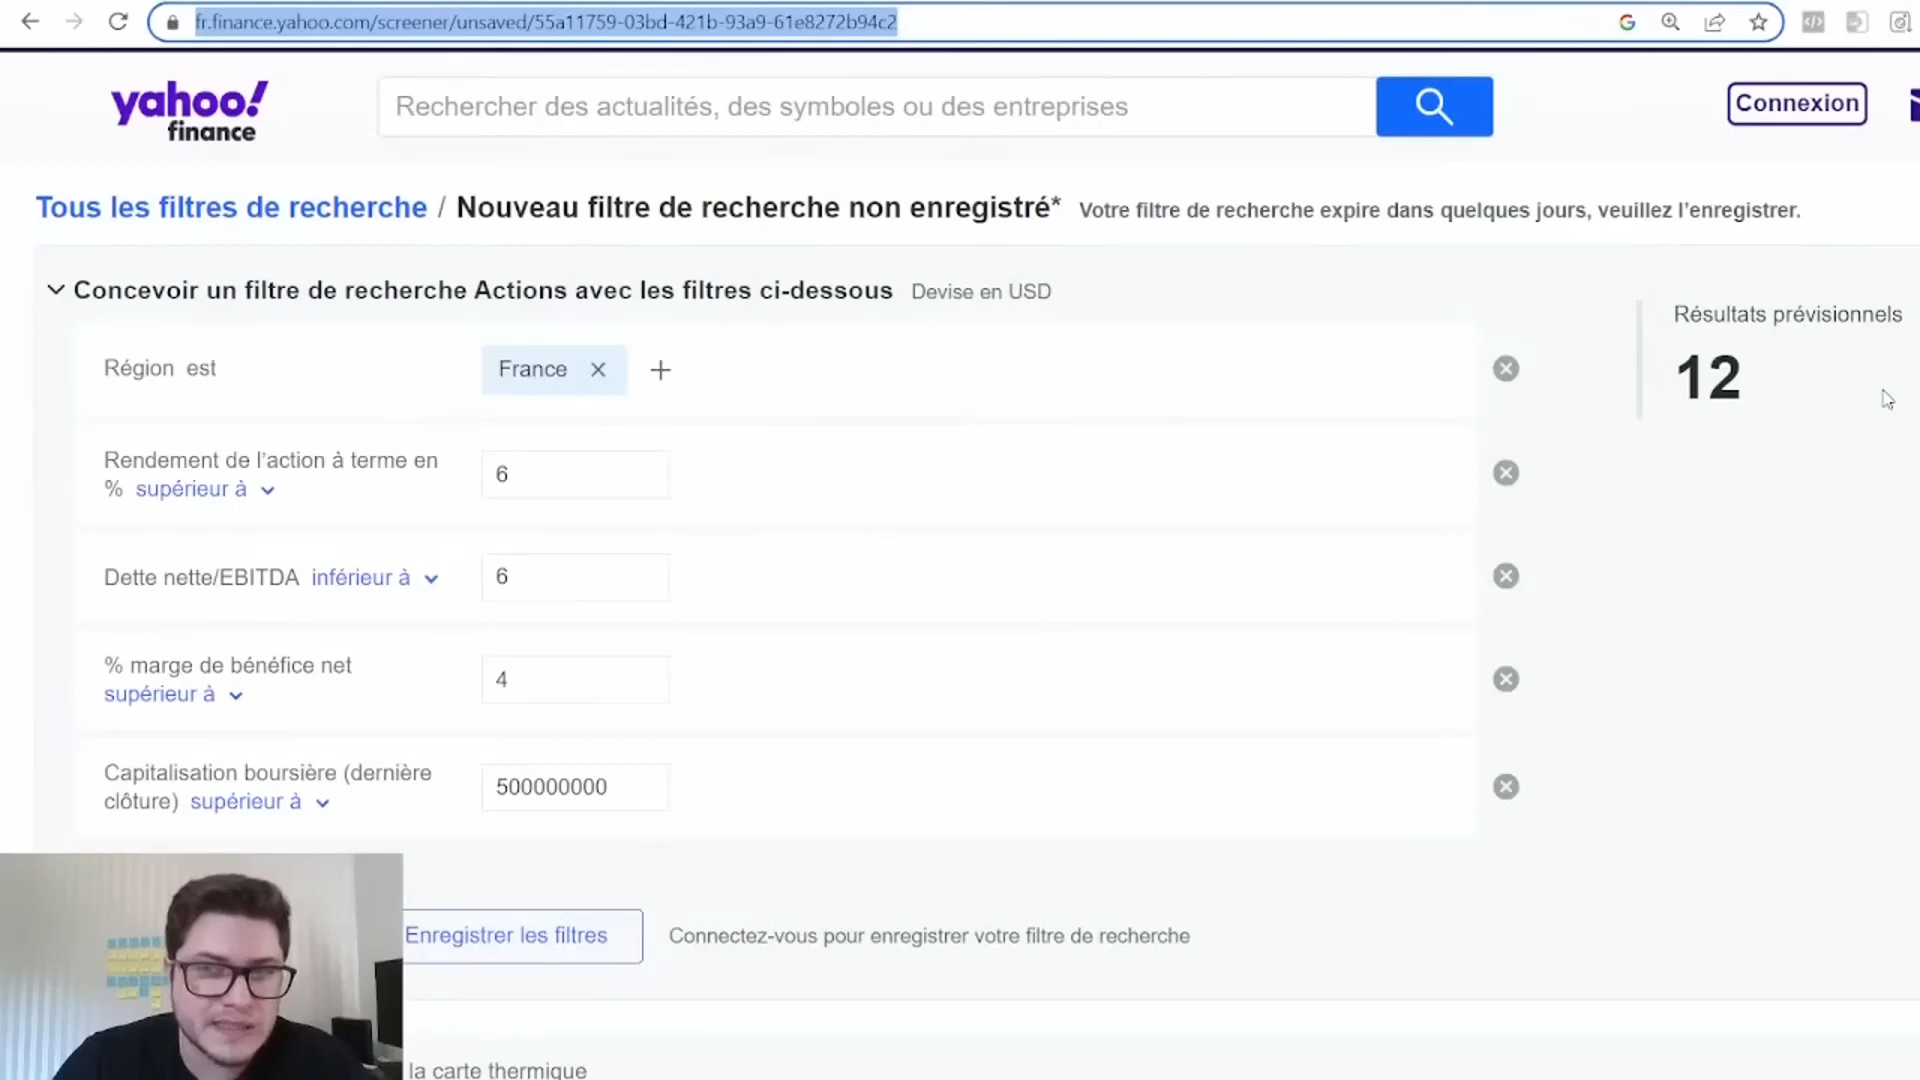 fr.finance.yahoo.com/screener/unsaved/55a11759-03bd-421b-93a9-61e8272b94c2
yahoo!
finance
Rechercher des actualités, des symboles ou des entreprises
Connexion
Tous les filtres de recherche / Nouveau filtre de recherche non enregistré* Votre filtre de recherche expire dans quelques jours, veuillez l'enregistrer.
Concevoir un filtre de recherche Actions avec les filtres ci-dessous Devise en USD
Résultats prévisionnels
12
Région est
France
Rendement de l'action à terme en
% supérieur à
6
Dette nette/EBITDA inférieur à
6
% marge de bénéfice net
supérieur à
4
Capitalisation boursière (dernière
clôture) supérieur à
500000000
Enregistrer les filtres
Connectez-vous pour enregistrer votre filtre de recherche
la carte thermique